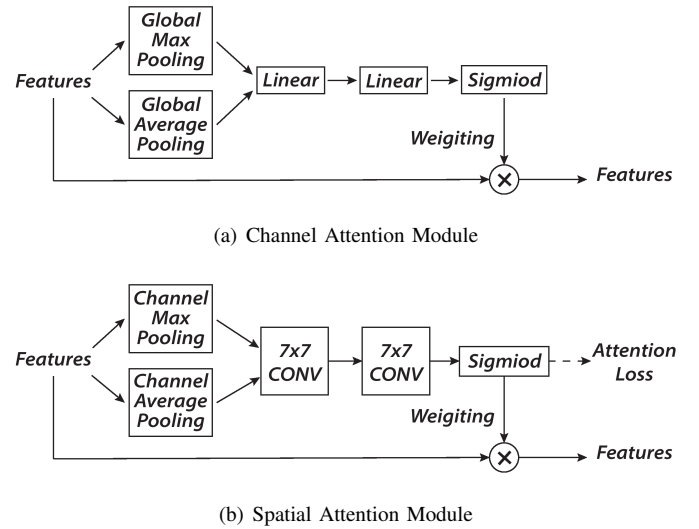 Global
Max
Pooling
Features
Linear
Linear
Sigmiod
Global
Average
Pooling
Weigiting
Features
(a) Channel Attention Module
Channel
Max
Pooling
Features
7x7
CONV
7x7
CONV
Sigmiod
Attention
Loss
Channel
Average
Pooling
Weigiting
Features
(b) Spatial Attention Module